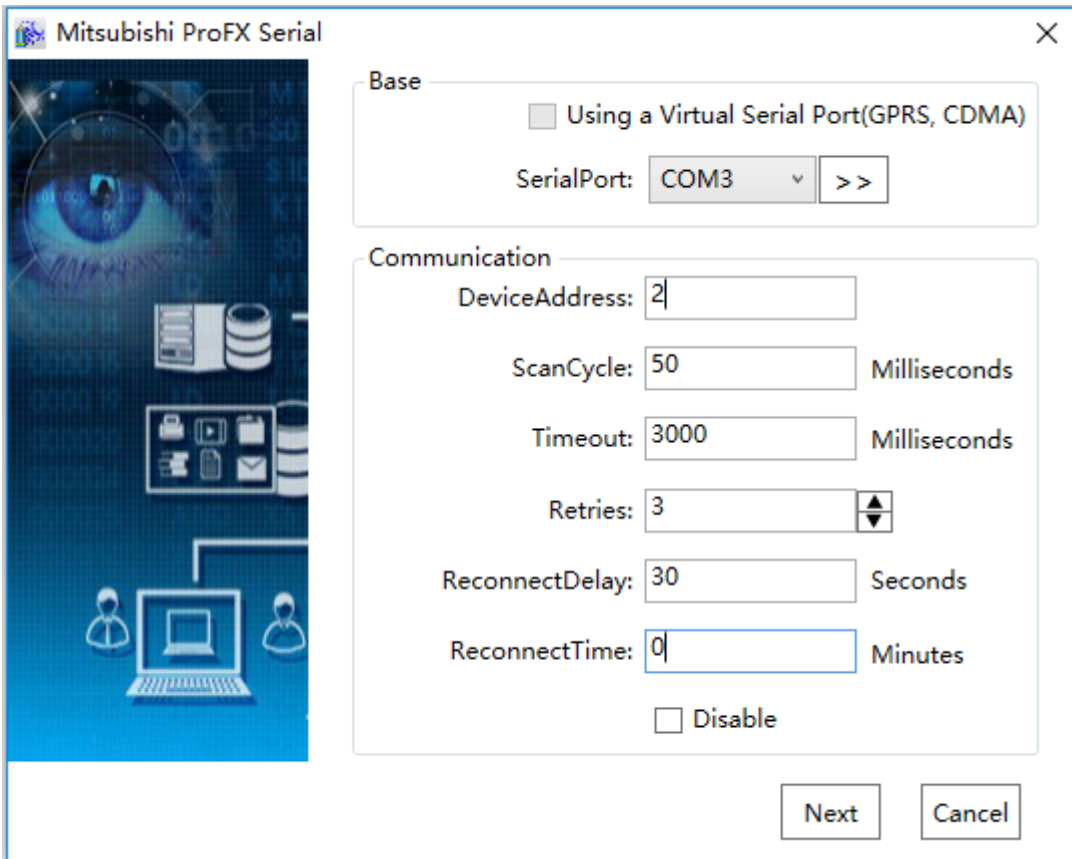 Mitsubishi ProFX Serial
Base
Using a Virtual Serial Port(GPRS, CDMA)
SerialPort: COM3 >>
Communication
DeviceAddress: 2
ScanCycle: 50 Milliseconds
Timeout: 3000 Milliseconds
Retries: 3
ReconnectDelay: 30 Seconds
ReconnectTime: 0 Minutes
Disable
Next Cancel